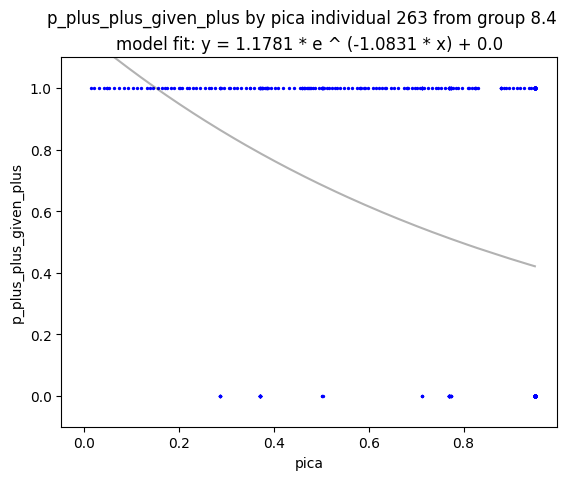 p_plus_plus_given_plus by pica individual 263 from group 8.4
model fit: y = 1.1781 * e ^ (-1.0831 * x) + 0.0
p_plus_plus_given_plus
1.0
0.8
0.6
0.4
0.2
0.0
0.0 0.2 0.4 0.6 0.8
pica